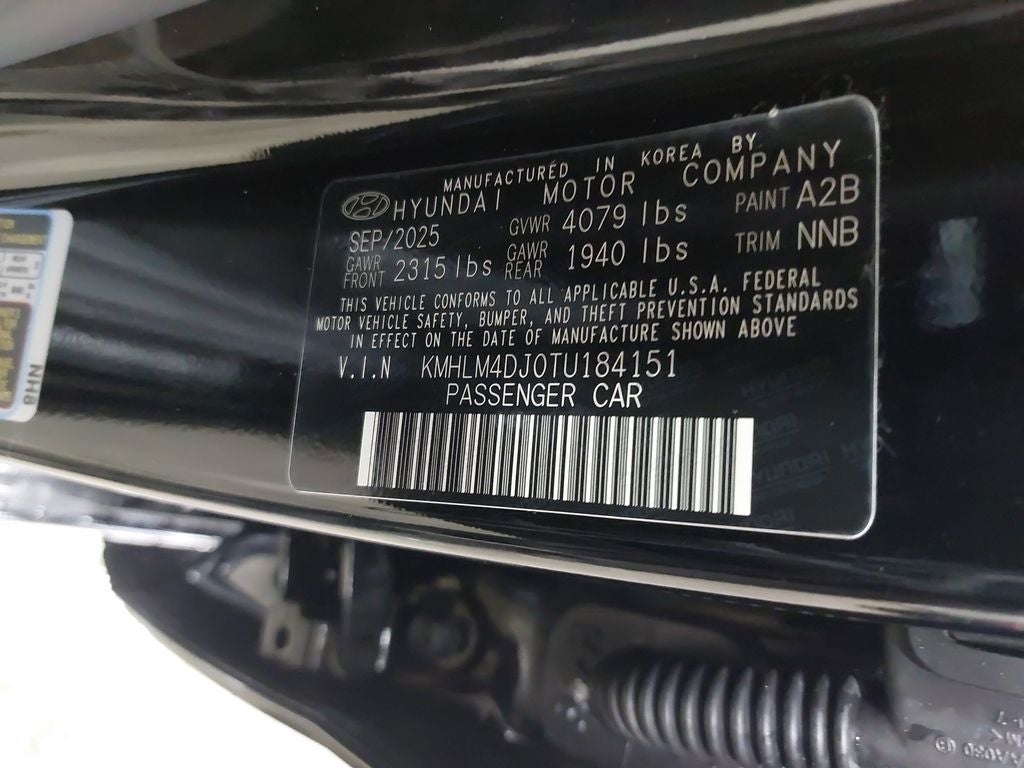 MANUFACTURED IN KOREA BY
HYUNDAI MOTOR COMPANY
SEP/2025 GVWR 4079 lbs PAINT A2B
GAWR FRONT 2315 lbs GAWR REAR 1940 lbs TRIM NNB
THIS VEHICLE CONFORMS TO ALL APPLICABLE U.S.A. FEDERAL
MOTOR VEHICLE SAFETY, BUMPER, AND THEFT PREVENTION STANDARDS
IN EFFECT ON THE DATE OF MANUFACTURE SHOWN ABOVE
V.I.N KMHLM4DJ0TU184151
PASSENGER CAR
NH8
HYUNDAI